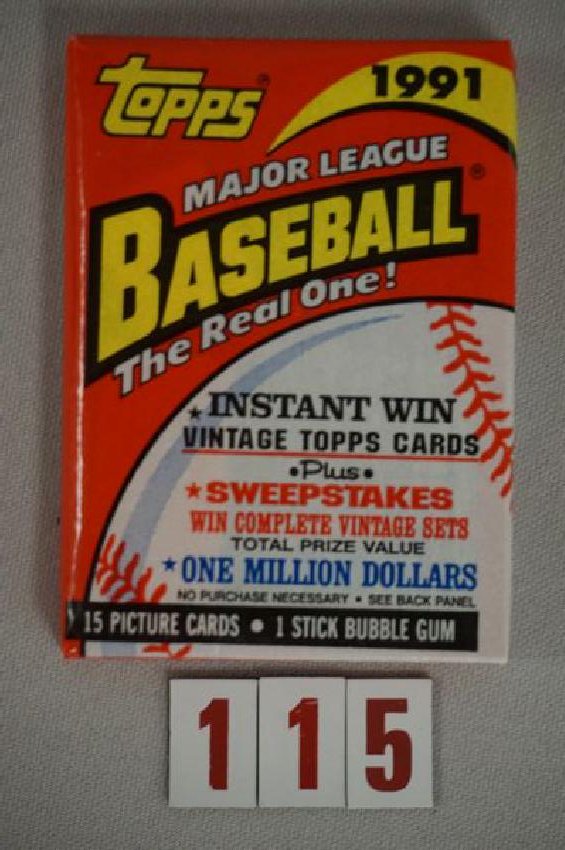 TOPPS®
1991
MAJOR LEAGUE
BASEBALL®
The Real One!
★ INSTANT WIN
VINTAGE TOPPS CARDS
• Plus •
★ SWEEPSTAKES
WIN COMPLETE VINTAGE SETS
TOTAL PRIZE VALUE
★ ONE MILLION DOLLARS
NO PURCHASE NECESSARY • SEE BACK PANEL
15 PICTURE CARDS • 1 STICK BUBBLE GUM
115